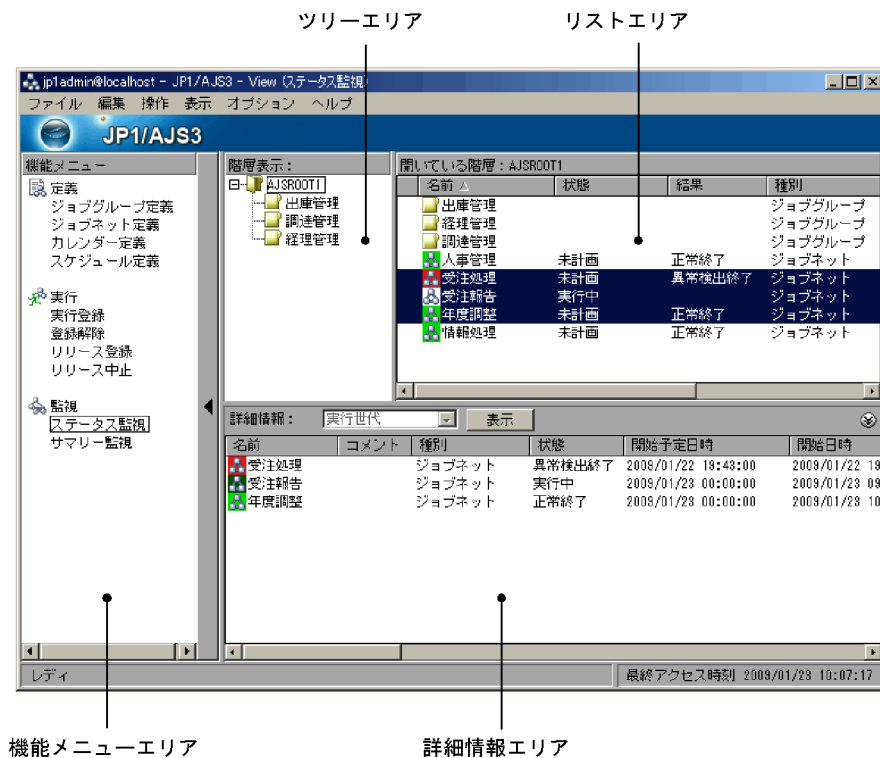 ツリーエリア
リストエリア
jp1admin@localhost - JP1/AJS3 - View (ステータス監視)
ファイル 編集 操作 表示 オプション ヘルプ
JP1/AJS3
機能メニュー
定義
ジョブグループ定義
ジョブネット定義
カレンダー定義
スケジュール定義
実行
実行登録
登録解除
リリース登録
リリース中止
監視
ステータス監視
サマリー監視
階層表示：
AJSROOT1
出庫管理
調達管理
経理管理
開いている階層：AJSROOT1
名前 状態 結果 種別
出庫管理 ジョブグループ
経理管理 ジョブグループ
調達管理 ジョブグループ
人事管理 未計画 正常終了 ジョブネット
受注処理 未計画 異常検出終了 ジョブネット
受注報告 実行中 ジョブネット
年度調整 未計画 正常終了 ジョブネット
情報処理 未計画 正常終了 ジョブネット
詳細情報： 実行世代 表示
名前 コメント 種別 状態 開始予定日時 開始日時
受注処理 ジョブネット 異常検出終了 2009/01/22 19:43:00 2009/01/22 19
受注報告 ジョブネット 実行中 2009/01/23 00:00:00 2009/01/23 09
年度調整 ジョブネット 正常終了 2009/01/23 00:00:00 2009/01/23 10
レディ
最終アクセス時刻 2009/01/23 10:07:17
機能メニューエリア
詳細情報エリア